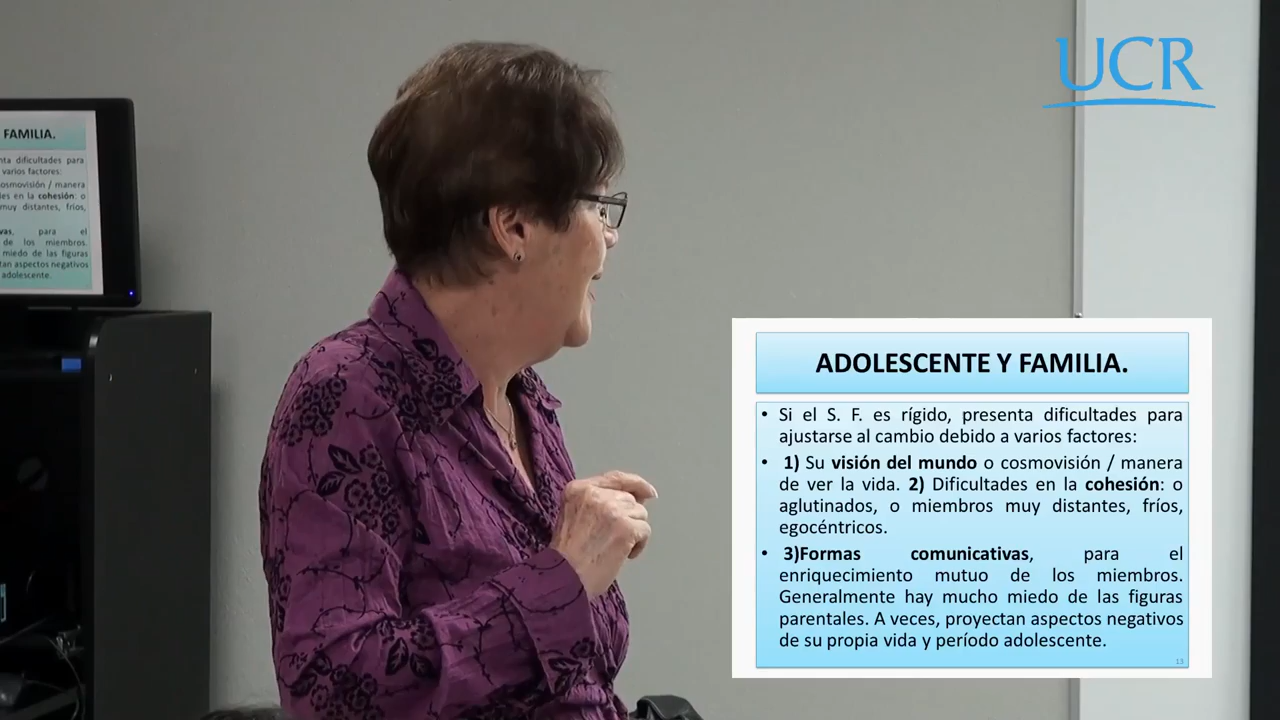 UCR
FAMILIA.
nta dificultades para
varios factores:
cosmovisión / manera
des en la cohesión: o
muy distantes, fríos,
vas, para el
de los miembros.
miedo de las figuras
tan aspectos negativos
adolescente.
ADOLESCENTE Y FAMILIA.
• Si el S. F. es rígido, presenta dificultades para
ajustarse al cambio debido a varios factores:
• 1) Su visión del mundo o cosmovisión / manera
de ver la vida. 2) Dificultades en la cohesión: o
aglutinados, o miembros muy distantes, fríos,
egocéntricos.
• 3)Formas comunicativas, para el
enriquecimiento mutuo de los miembros.
Generalmente hay mucho miedo de las figuras
parentales. A veces, proyectan aspectos negativos
de su propia vida y período adolescente.
13